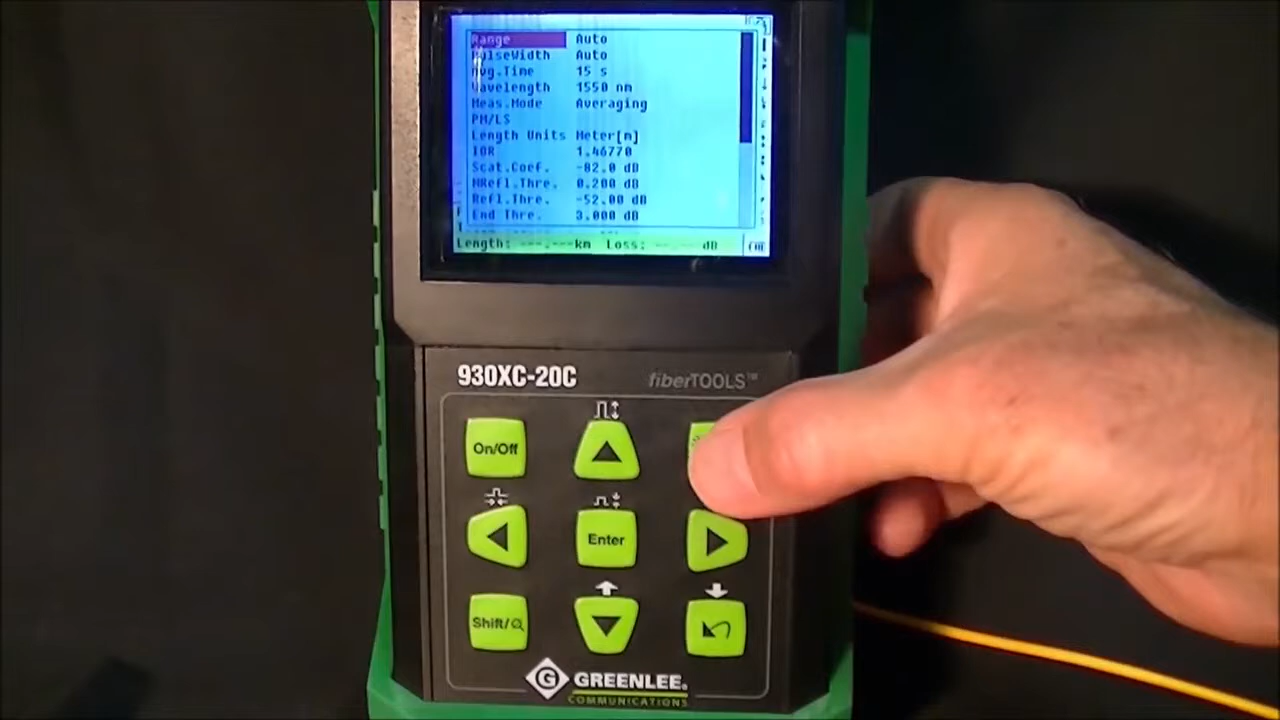 Range Auto
PulseWidth Auto
Avg.Time 15 s
Wavelength 1550 nm
Meas.Mode Averaging
PM/LS
Length Units Meter[m]
IOR 1.46770
Scat.Coef. -82.0 dB
NRefl.Thre. 0.200 dB
Refl.Thre. -52.00 dB
End Thre. 3.000 dB
Length: ---.---km Loss: --.-- dB
930XC-20C fiberTOOLS™
On/Off
Enter
Shift/
G GREENLEE.
COMMUNICATIONS